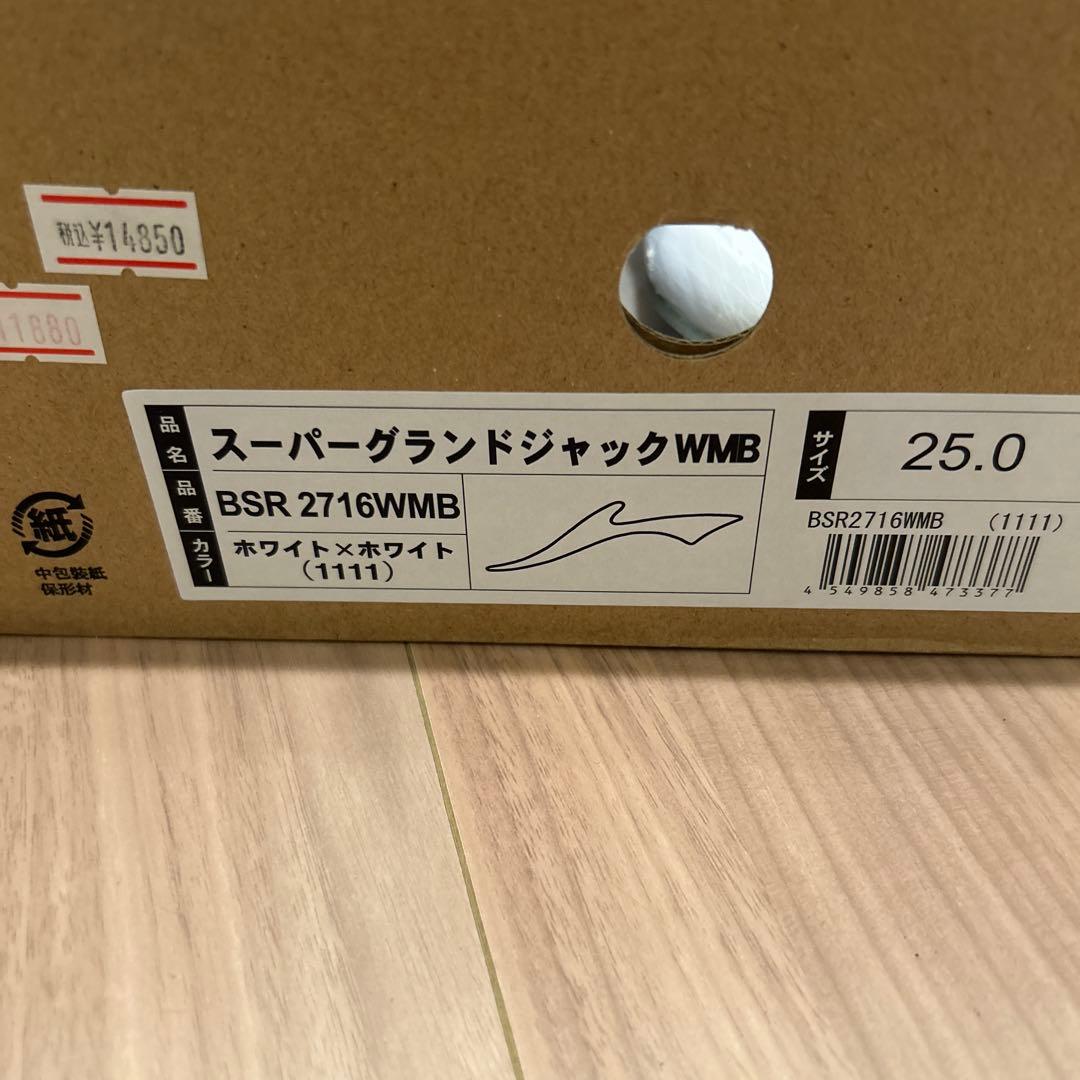 税込¥14850
11880
紙
中包装紙
保形材
品名
スーパーグランドジャックWMB
品番
BSR 2716WMB
カラー
ホワイト×ホワイト
(1111)
サイズ
25.0
BSR2716WMB (1111)
4 549858 473377